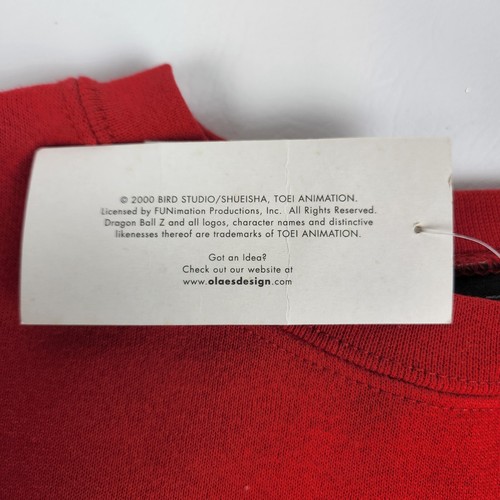 © 2000 BIRD STUDIO/SHUEISHA, TOEI ANIMATION.
Licensed by FUNimation Productions, Inc. All Rights Reserved.
Dragon Ball Z and all logos, character names and distinctive
likenesses thereof are trademarks of TOEI ANIMATION.
Got an Idea?
Check out our website at
www.olaesdesign.com